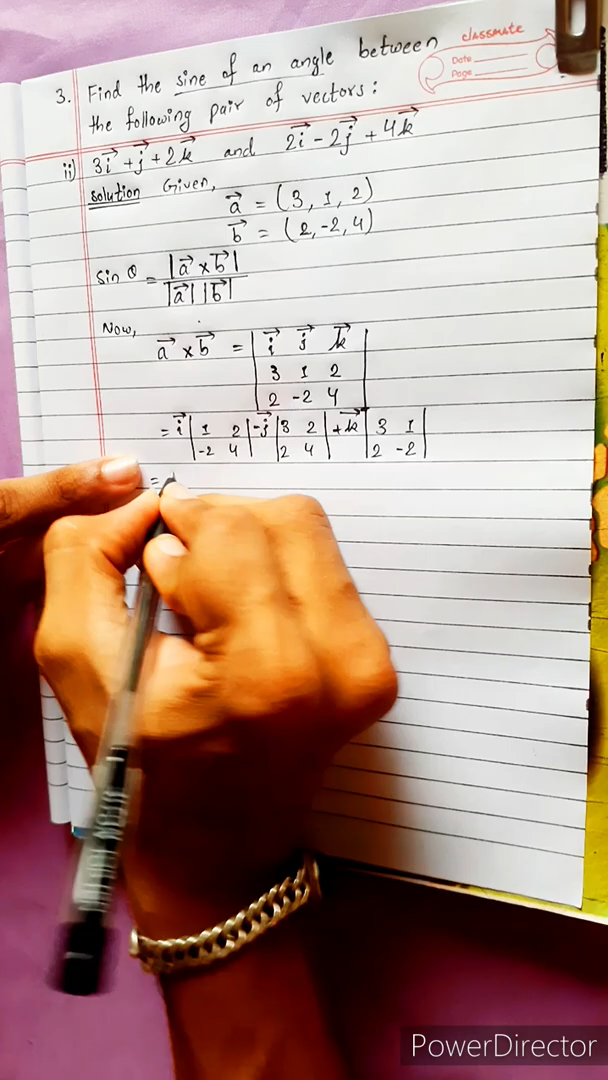 classmate
Date
Page
3. Find the sine of an angle between
the following pair of vectors:
ii) 3i⃗ + j⃗ + 2k⃗ and 2i⃗ - 2j⃗ + 4k⃗
Solution Given,
a⃗ = (3, 1, 2)
b⃗ = (2, -2, 4)
sin θ = |a⃗ × b⃗| / |a⃗| |b⃗|
Now,
a⃗ × b⃗ = | i⃗ j⃗ k⃗ |
3 1 2
2 -2 4
= i⃗ | 1 2 | - j⃗ | 3 2 | + k⃗ | 3 1 |
| -2 4 | | 2 4 | | 2 -2 |
=
PowerDirector